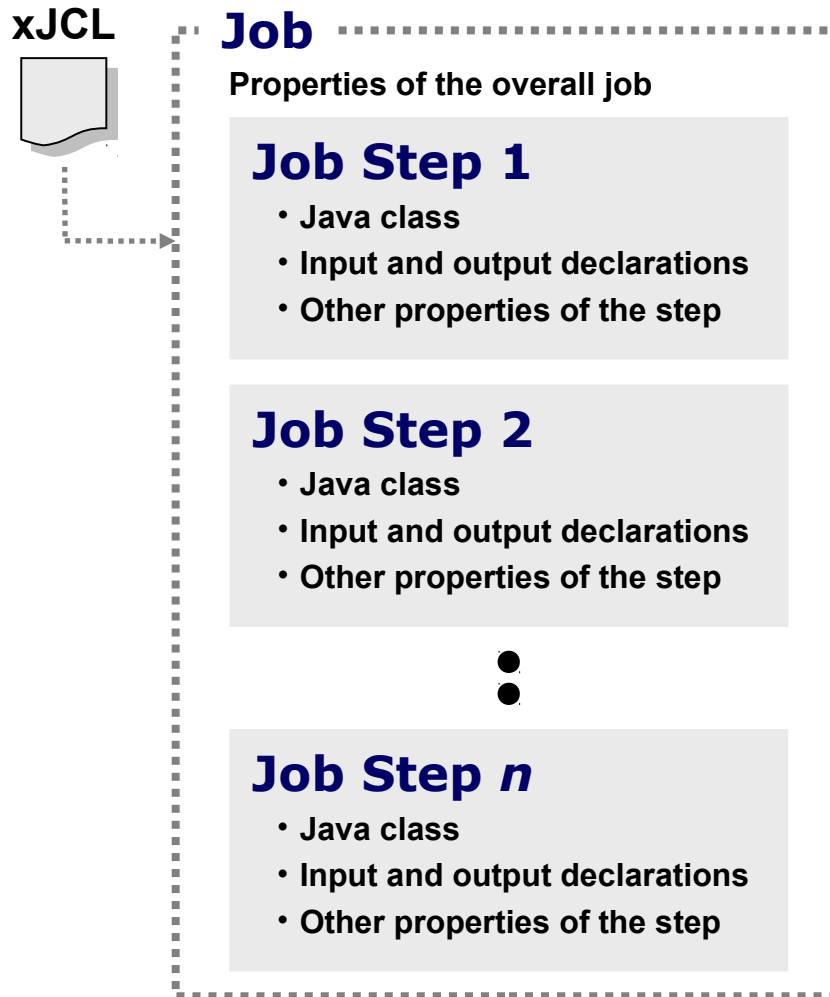 xJCL
Job
Properties of the overall job
Job Step 1
• Java class
• Input and output declarations
• Other properties of the step
Job Step 2
• Java class
• Input and output declarations
• Other properties of the step
Job Step n
• Java class
• Input and output declarations
• Other properties of the step